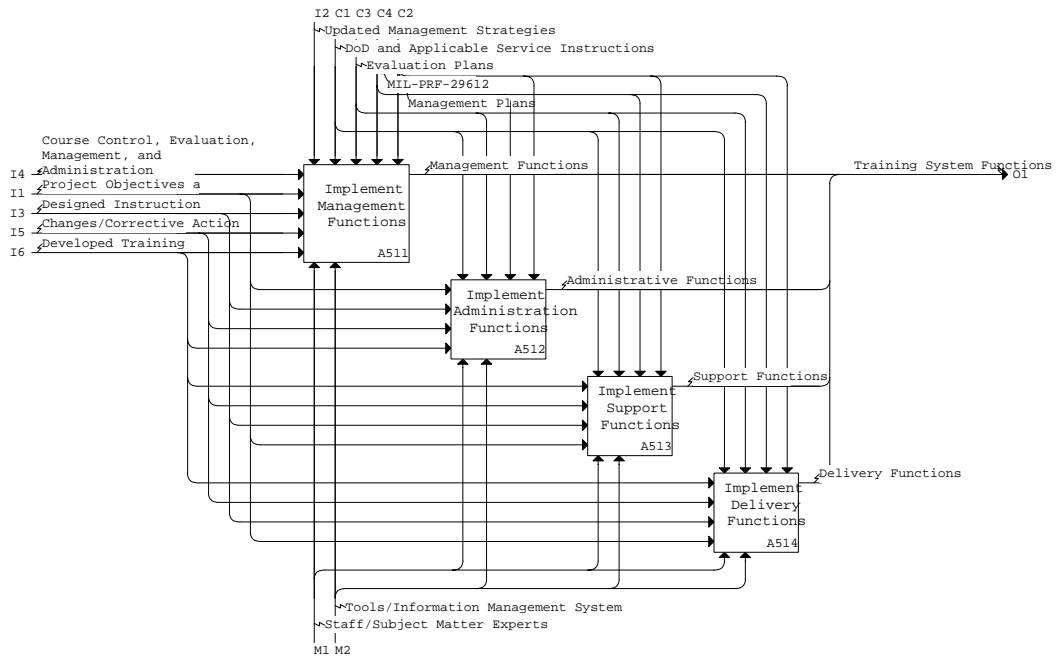 I2 C1 C3 C4 C2
Updated Management Strategies
DoD and Applicable Service Instructions
Evaluation Plans
MIL-PRF-29612
Management Plans
Course Control, Evaluation,
Management, and
Administration
I4
Project Objectives a
I1
Designed Instruction
I3
Changes/Corrective Action
I5
Developed Training
I6
Implement
Management
Functions
A511
Management Functions
Training System Functions
O1
Implement
Administration
Functions
A512
Administrative Functions
Implement
Support
Functions
A513
Support Functions
Implement
Delivery
Functions
A514
Delivery Functions
Tools/Information Management System
Staff/Subject Matter Experts
M1 M2